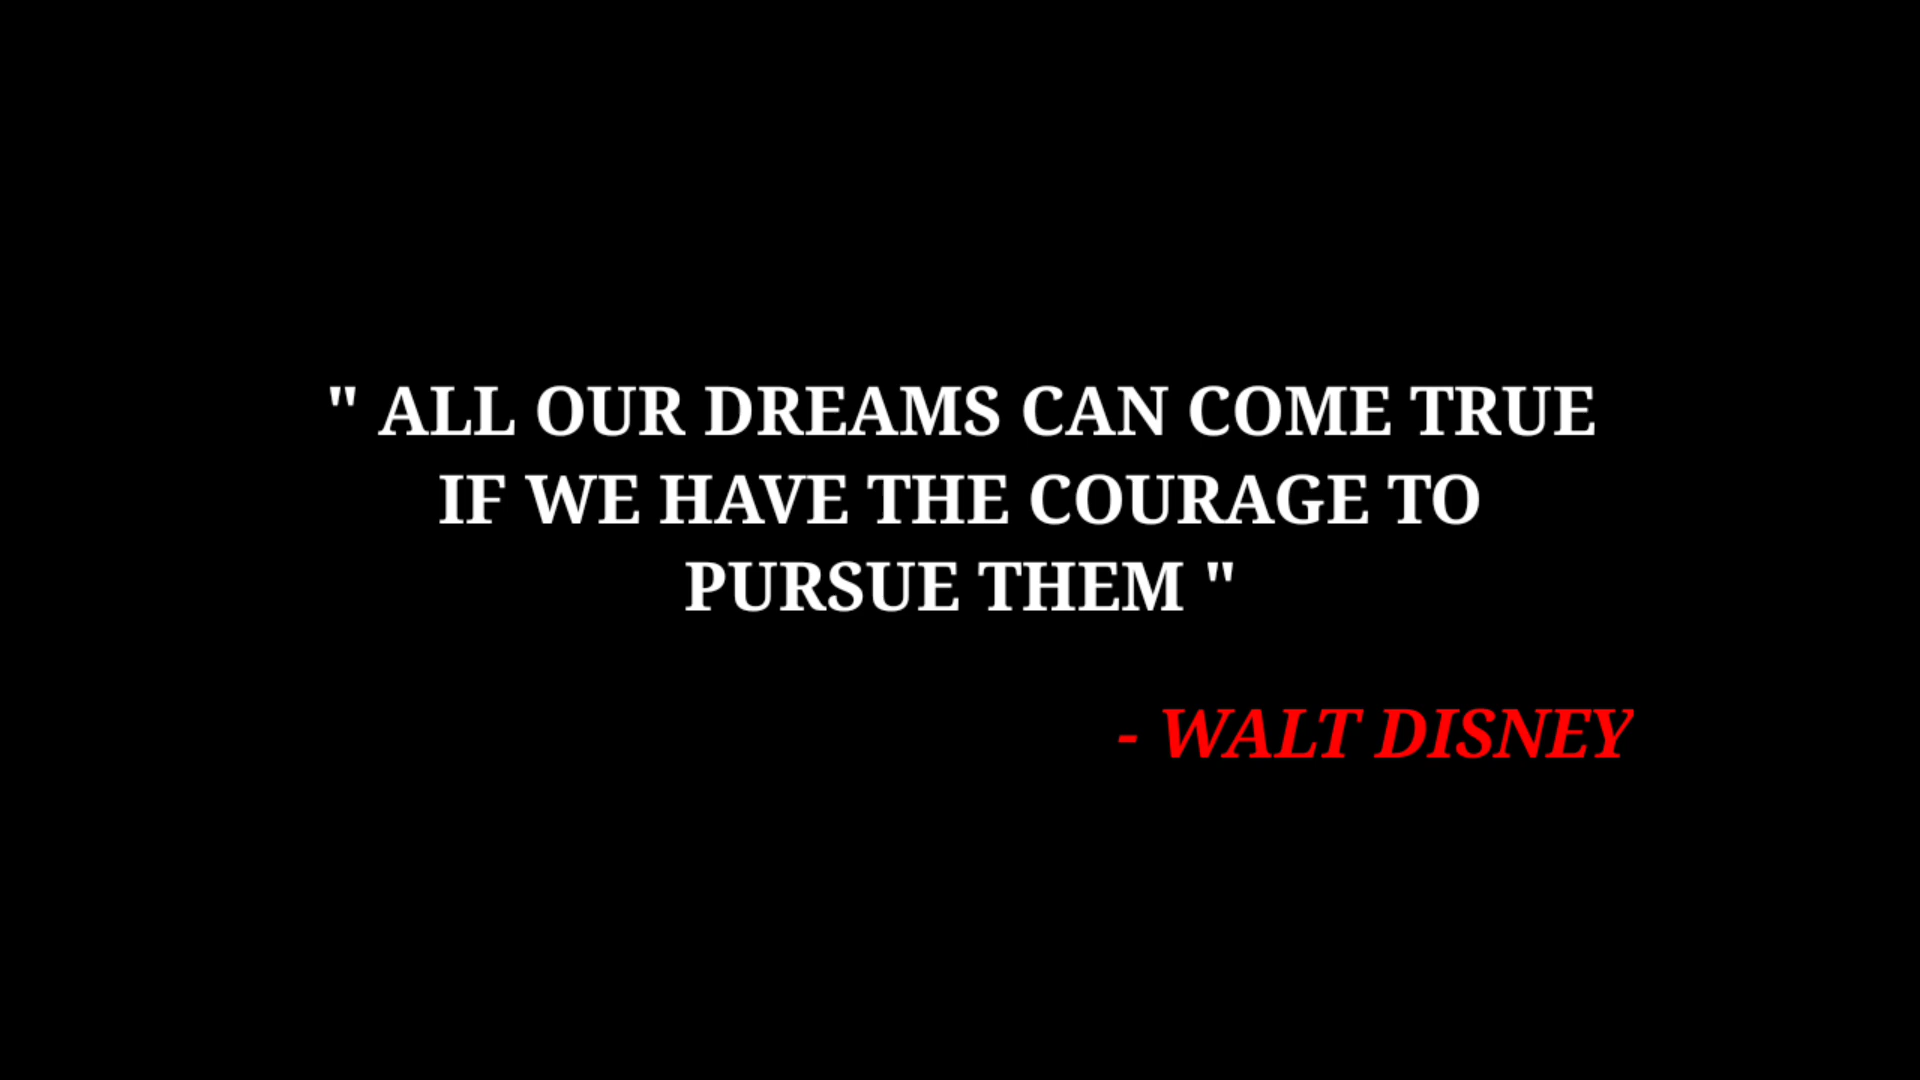 " ALL OUR DREAMS CAN COME TRUE
IF WE HAVE THE COURAGE TO
PURSUE THEM "
- WALT DISNEY